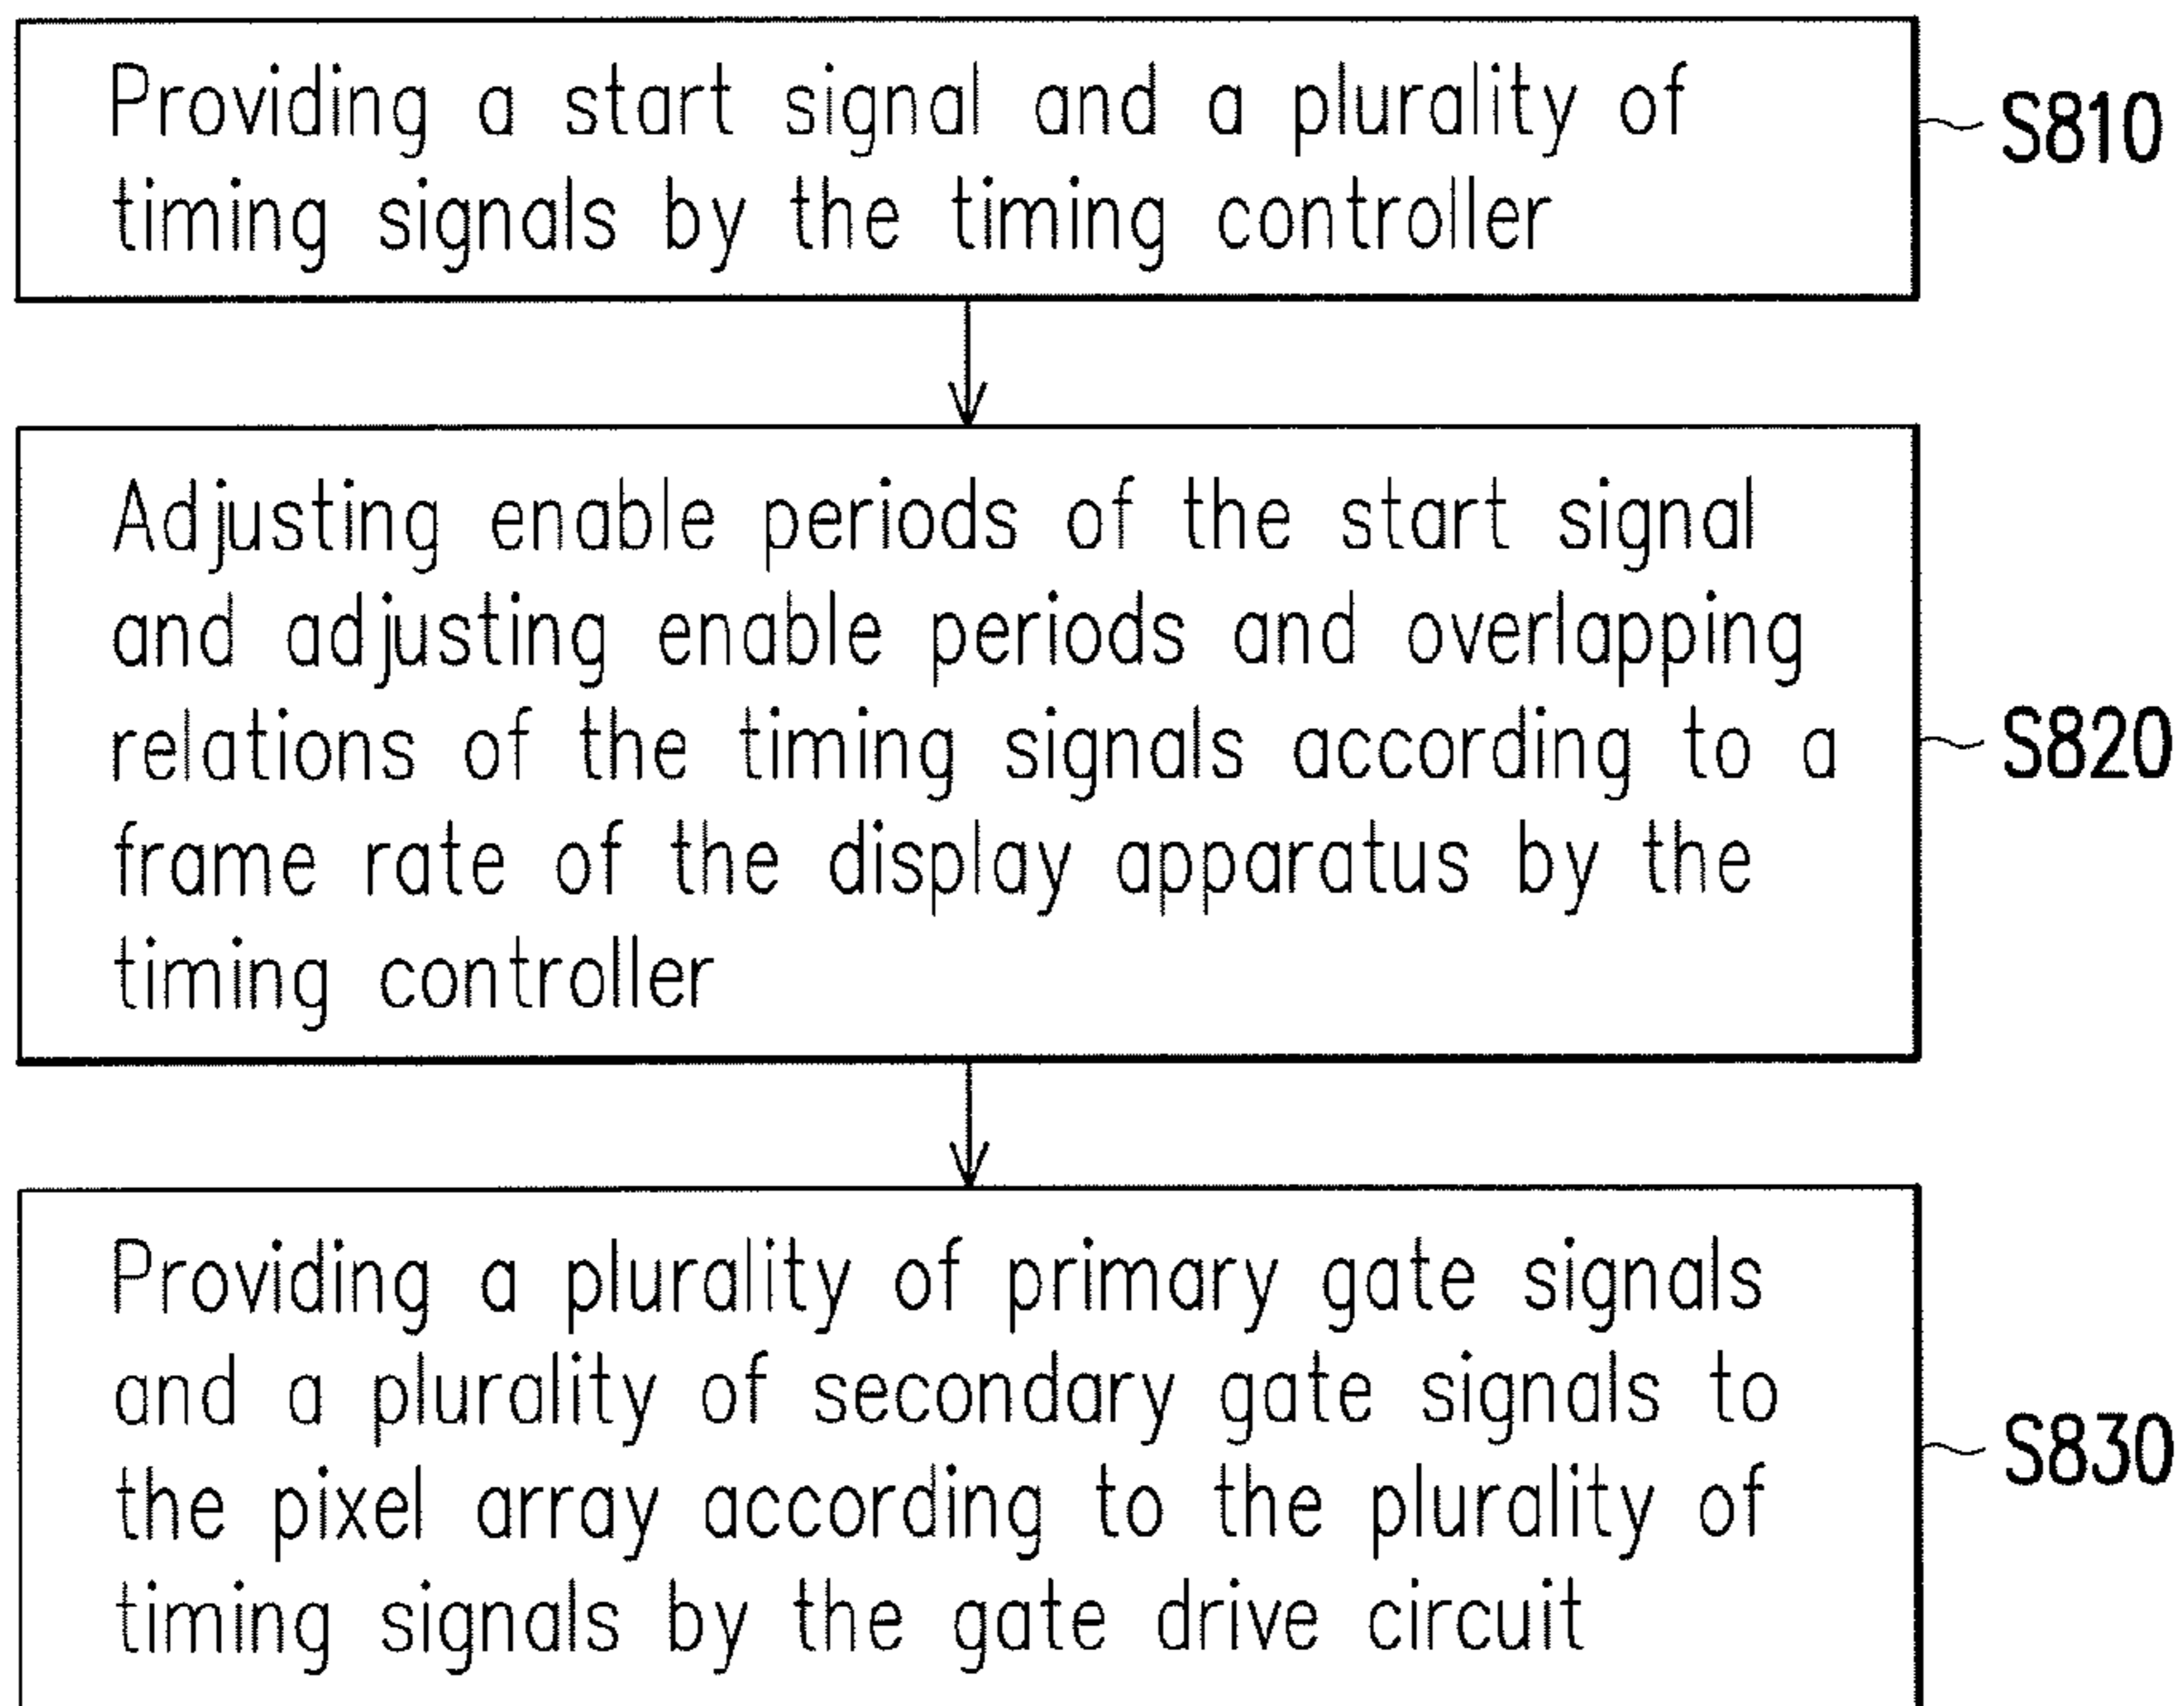 Providing a start signal and a plurality of
timing signals by the timing controller
S810
Adjusting enable periods of the start signal
and adjusting enable periods and overlapping
relations of the timing signals according to a
frame rate of the display apparatus by the
timing controller
S820
Providing a plurality of primary gate signals
and a plurality of secondary gate signals to
the pixel array according to the plurality of
timing signals by the gate drive circuit
S830